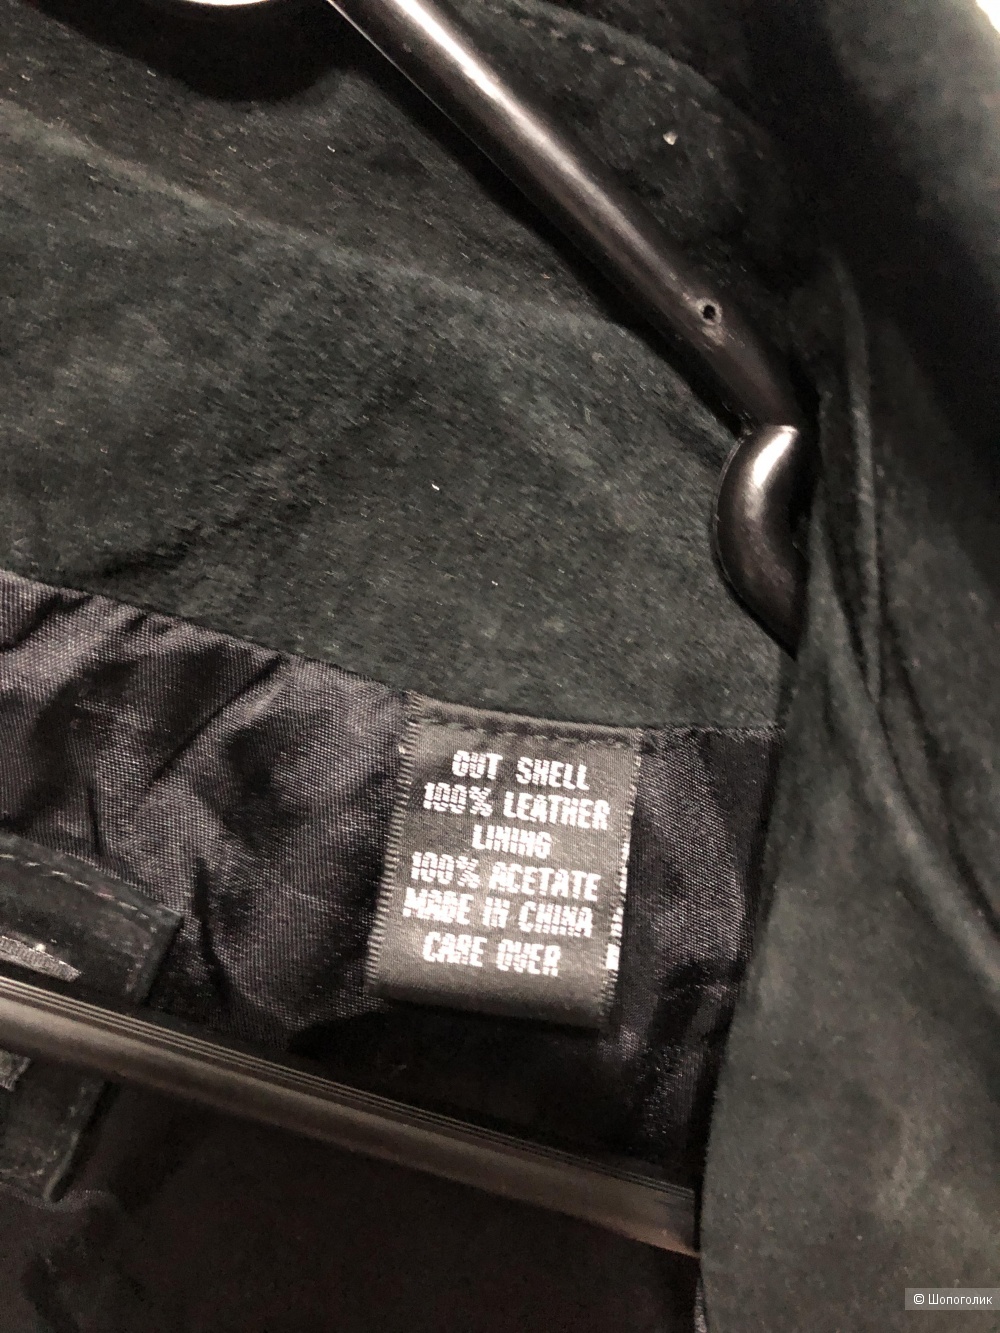 OUT SHELL
100% LEATHER
LINING
100% ACETATE
MADE IN CHINA
CARE OVER
© Шопоголик